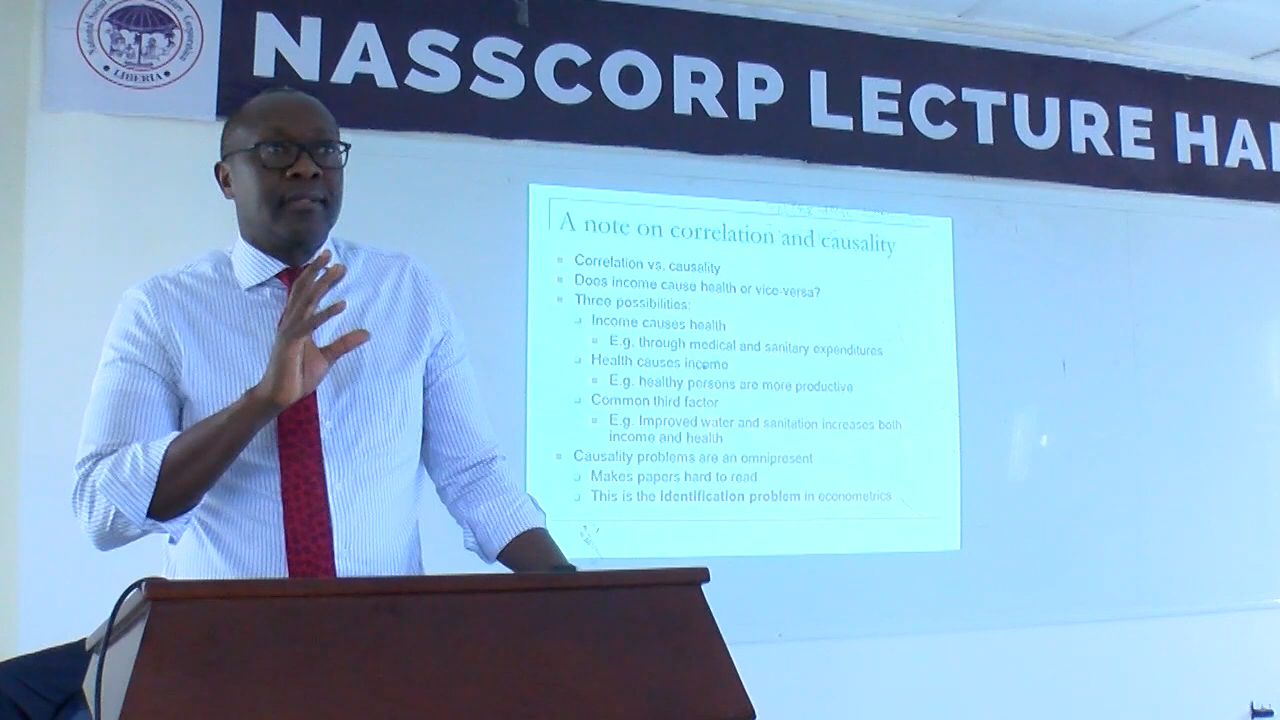 LIBERIA
NASSCORP LECTURE HAL
A note on correlation and causality
Correlation vs. causality
Does income cause health or vice-versa?
Three possibilities:
Income causes health
E.g. through medical and sanitary expenditures
Health causes income
E.g. healthy persons are more productive
Common third factor
E.g. Improved water and sanitation increases both
income and health
Causality problems are an omnipresent
Makes papers hard to read
This is the Identification problem in econometrics